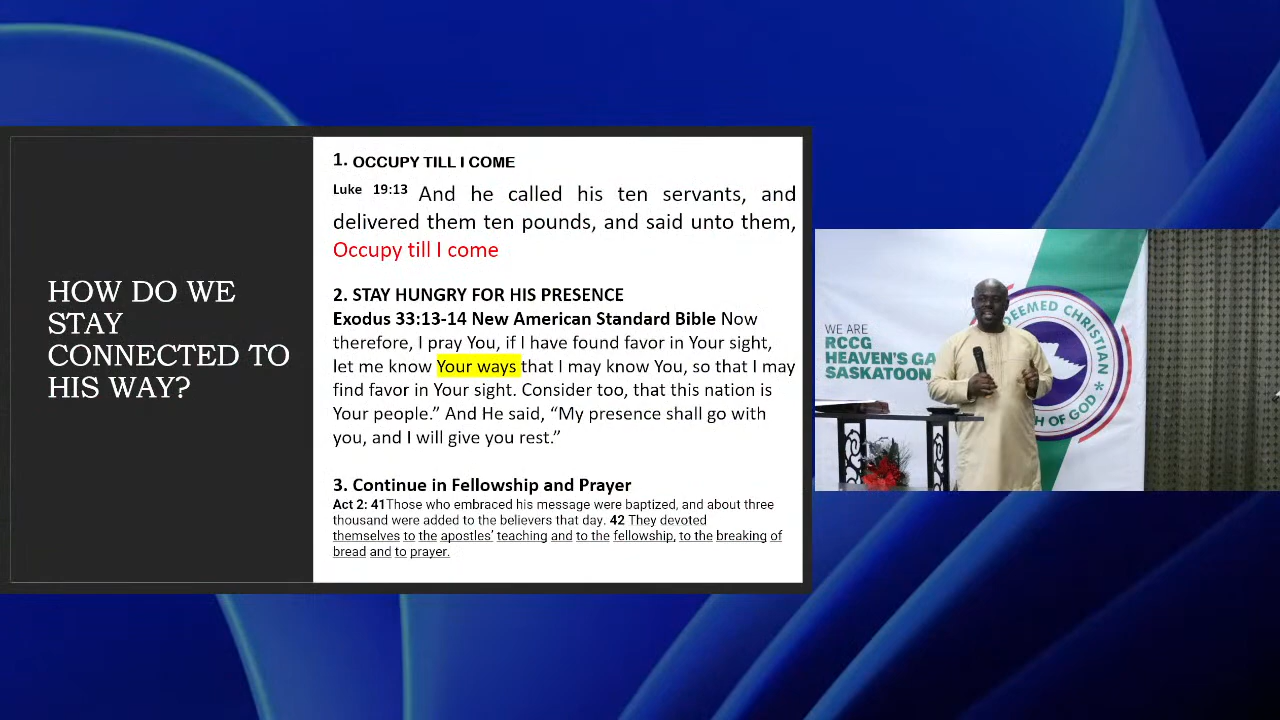 HOW DO WE
STAY
CONNECTED TO
HIS WAY?
1. OCCUPY TILL I COME
Luke 19:13 And he called his ten servants, and
delivered them ten pounds, and said unto them,
Occupy till I come
2. STAY HUNGRY FOR HIS PRESENCE
Exodus 33:13-14 New American Standard Bible Now
therefore, I pray You, if I have found favor in Your sight,
let me know Your ways that I may know You, so that I may
find favor in Your sight. Consider too, that this nation is
Your people.” And He said, “My presence shall go with
you, and I will give you rest.”
3. Continue in Fellowship and Prayer
Act 2: 41Those who embraced his message were baptized, and about three
thousand were added to the believers that day. 42 They devoted
themselves to the apostles’ teaching and to the fellowship, to the breaking of
bread and to prayer.
WE ARE
RCCG
HEAVEN'S GA
SASKATOON
DEEMED CHRISTIAN
H OF GOD